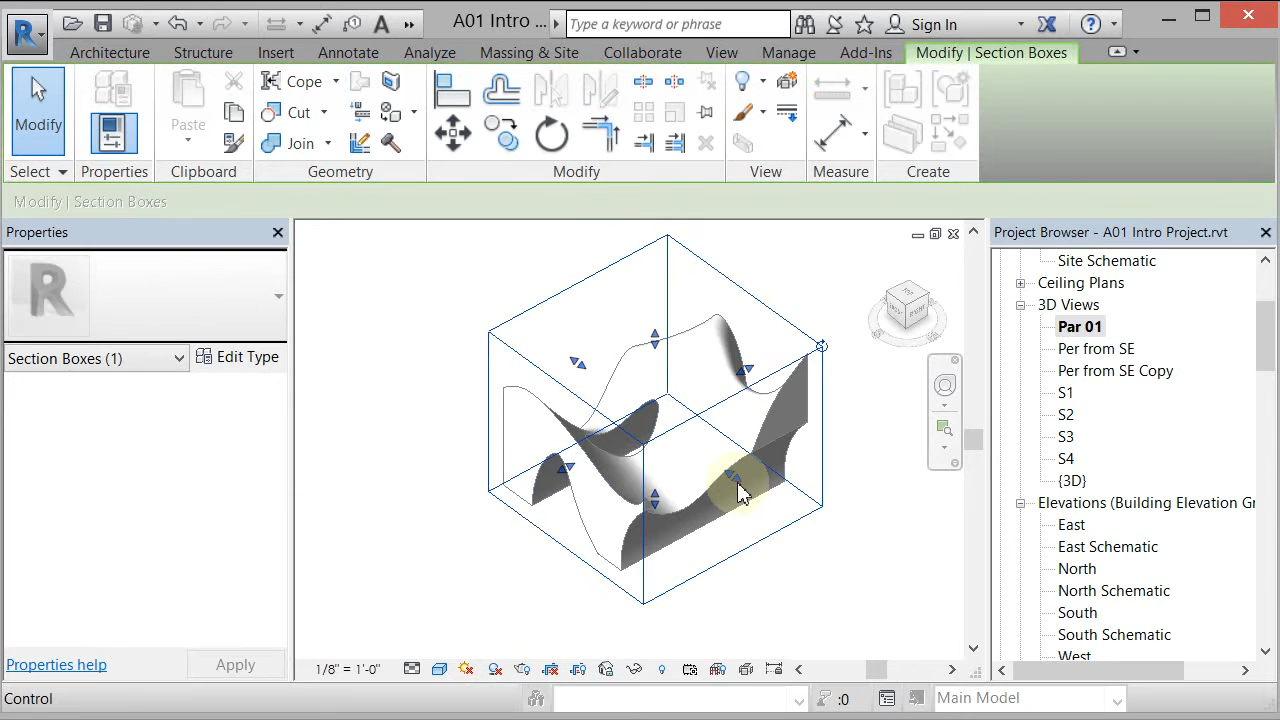 A01 Intro ...
Type a keyword or phrase
Sign In
Architecture
Structure
Insert
Annotate
Analyze
Massing & Site
Collaborate
View
Manage
Add-Ins
Modify | Section Boxes
Modify
Paste
Cope
Cut
Join
Select
Properties
Clipboard
Geometry
Modify
View
Measure
Create
Modify | Section Boxes
Properties
R
Section Boxes (1)
Edit Type
Properties help
Apply
1/8" = 1'-0"
Project Browser - A01 Intro Project.rvt
Site Schematic
Ceiling Plans
3D Views
Par 01
Per from SE
Per from SE Copy
S1
S2
S3
S4
{3D}
Elevations (Building Elevation Gr
East
East Schematic
North
North Schematic
South
South Schematic
West
Control
:0
Main Model